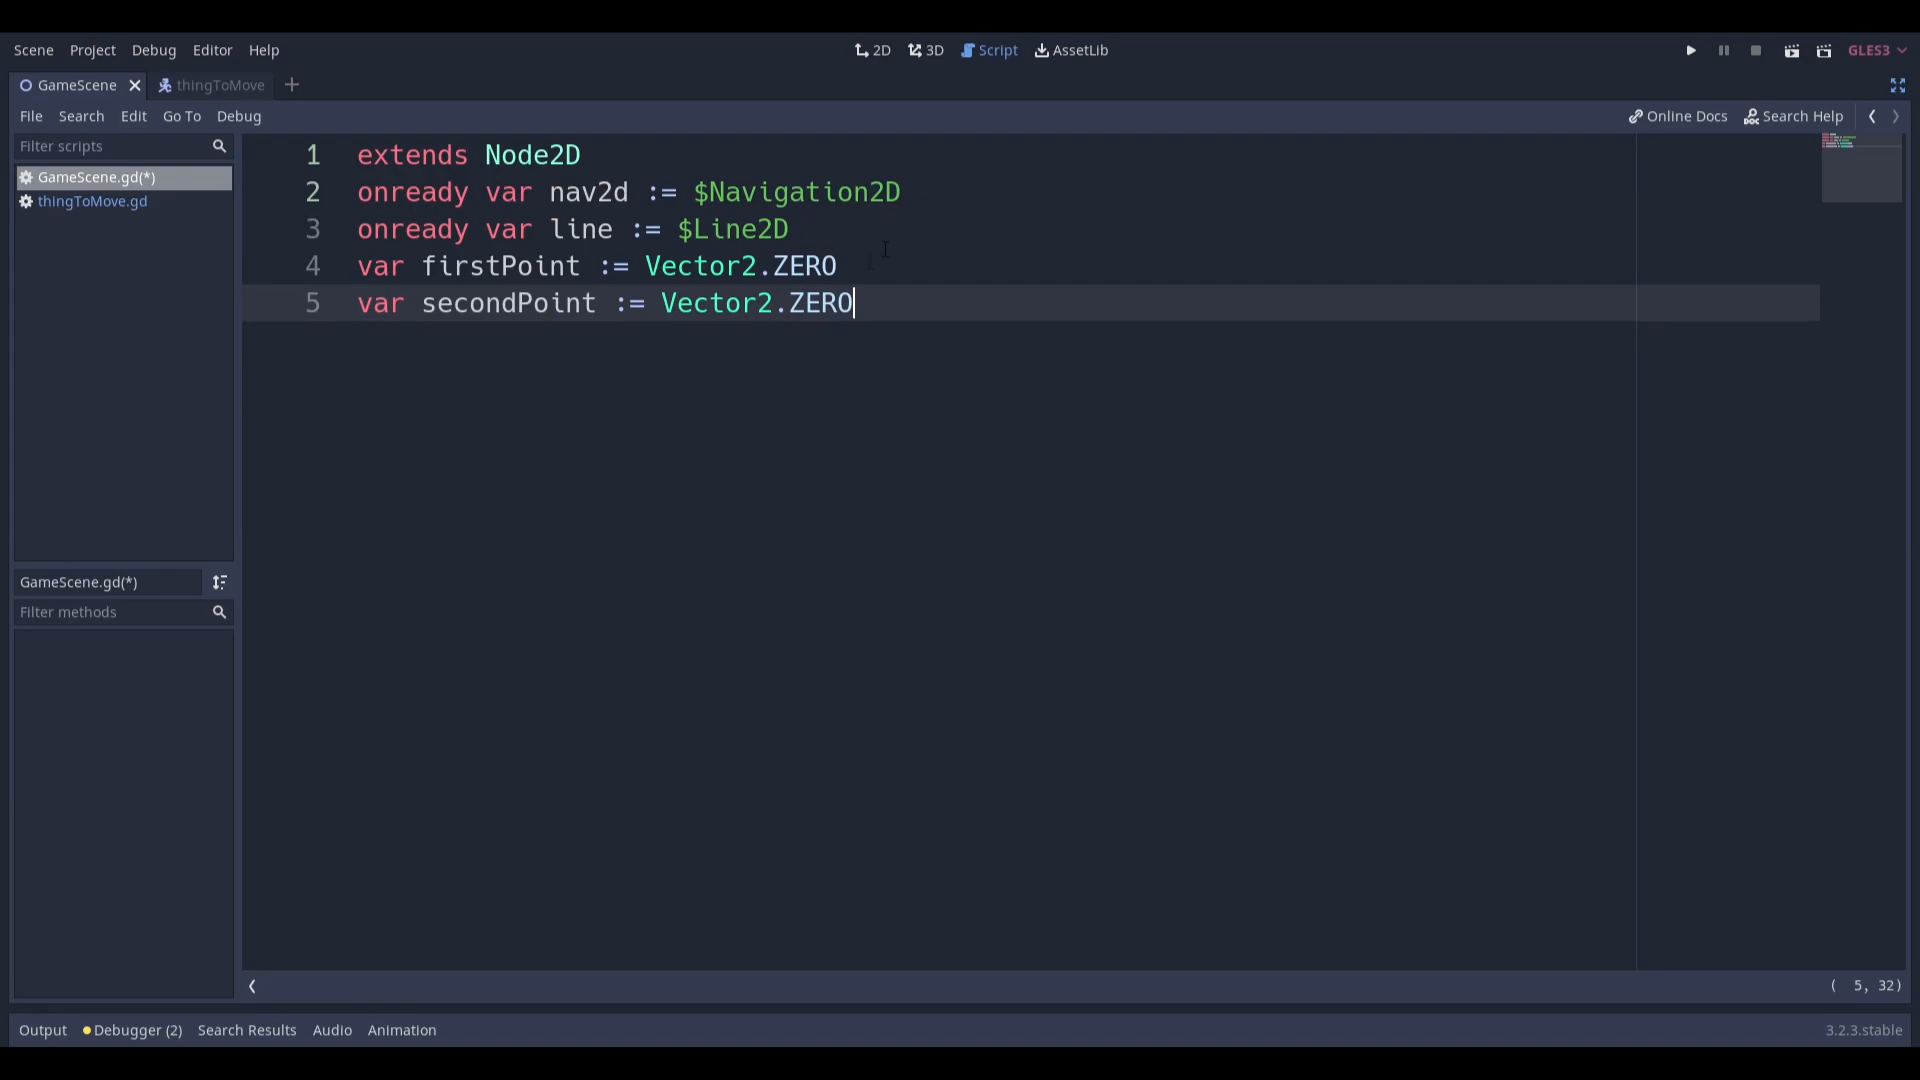 Scene Project Debug Editor Help 2D 3D Script AssetLib GLES3
GameScene thingToMove
File Search Edit Go To Debug Online Docs Search Help
Filter scripts
GameScene.gd(*)
thingToMove.gd
GameScene.gd(*)
Filter methods
1 extends Node2D
2 onready var nav2d := $Navigation2D
3 onready var line := $Line2D
4 var firstPoint := Vector2.ZERO
5 var secondPoint := Vector2.ZERO
( 5, 32)
Output Debugger (2) Search Results Audio Animation 3.2.3.stable